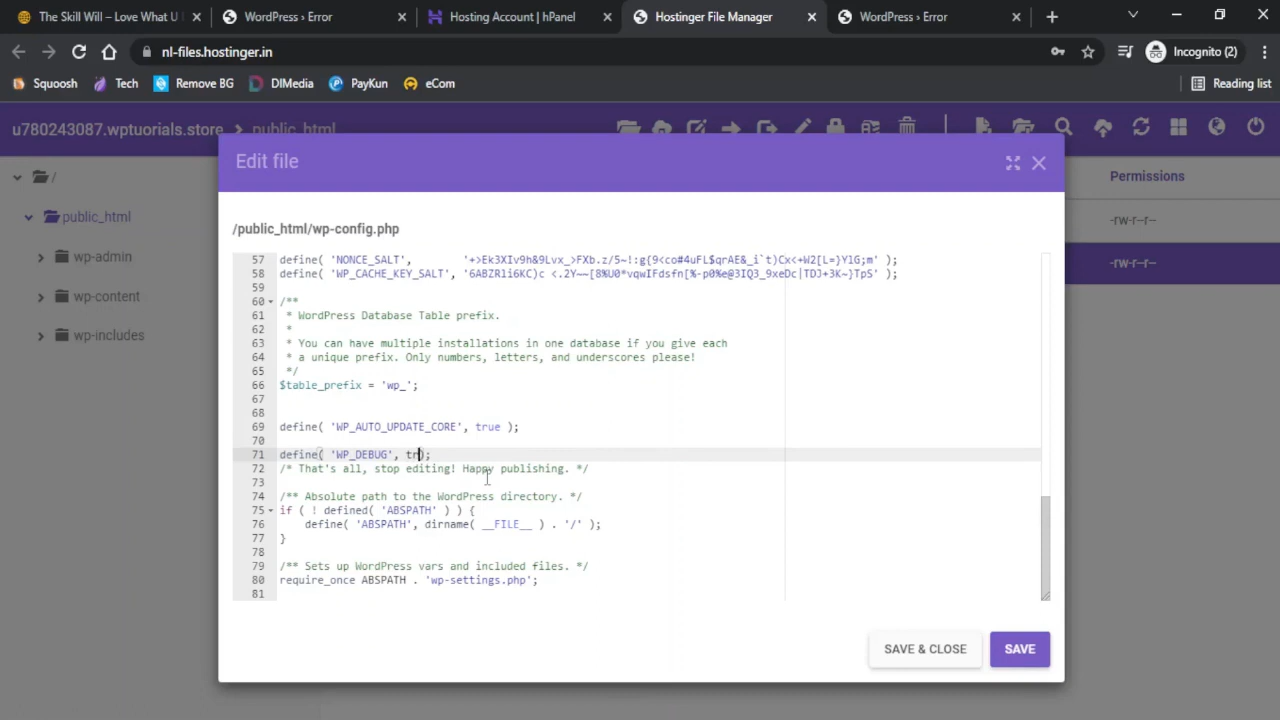 The Skill Will – Love What U
WordPress › Error
Hosting Account | hPanel
Hostinger File Manager
WordPress › Error
nl-files.hostinger.in
Incognito (2)
Squoosh
Tech
Remove BG
DIMedia
PayKun
eCom
Reading list
u780243087.wptuorials.store > public_html
/
public_html
wp-admin
wp-content
wp-includes
Permissions
-rw-r--r--
-rw-r--r--
Edit file
/public_html/wp-config.php
57 define( 'NONCE_SALT', '+>Ek3XIv9h&9Lvx_>FXb.z/5~!:g{9<co#4uFL$qrAE&_i`t)Cx<+W2[L=}YlG;m' );
58 define( 'WP_CACHE_KEY_SALT', '6ABZRli6KC)c <.2Y~~[8%U0*vqwIFdsfn[%-p0%e@3IQ3_9xeDc|TDJ+3K~}TpS' );
59
60 /**
61 * WordPress Database Table prefix.
62 *
63 * You can have multiple installations in one database if you give each
64 * a unique prefix. Only numbers, letters, and underscores please!
65 */
66 $table_prefix = 'wp_';
67
68
69 define( 'WP_AUTO_UPDATE_CORE', true );
70
71 define( 'WP_DEBUG', tr);
72 /* That's all, stop editing! Happy publishing. */
73
74 /** Absolute path to the WordPress directory. */
75 if ( ! defined( 'ABSPATH' ) ) {
76 define( 'ABSPATH', dirname( __FILE__ ) . '/' );
77 }
78
79 /** Sets up WordPress vars and included files. */
80 require_once ABSPATH . 'wp-settings.php';
81
SAVE & CLOSE
SAVE